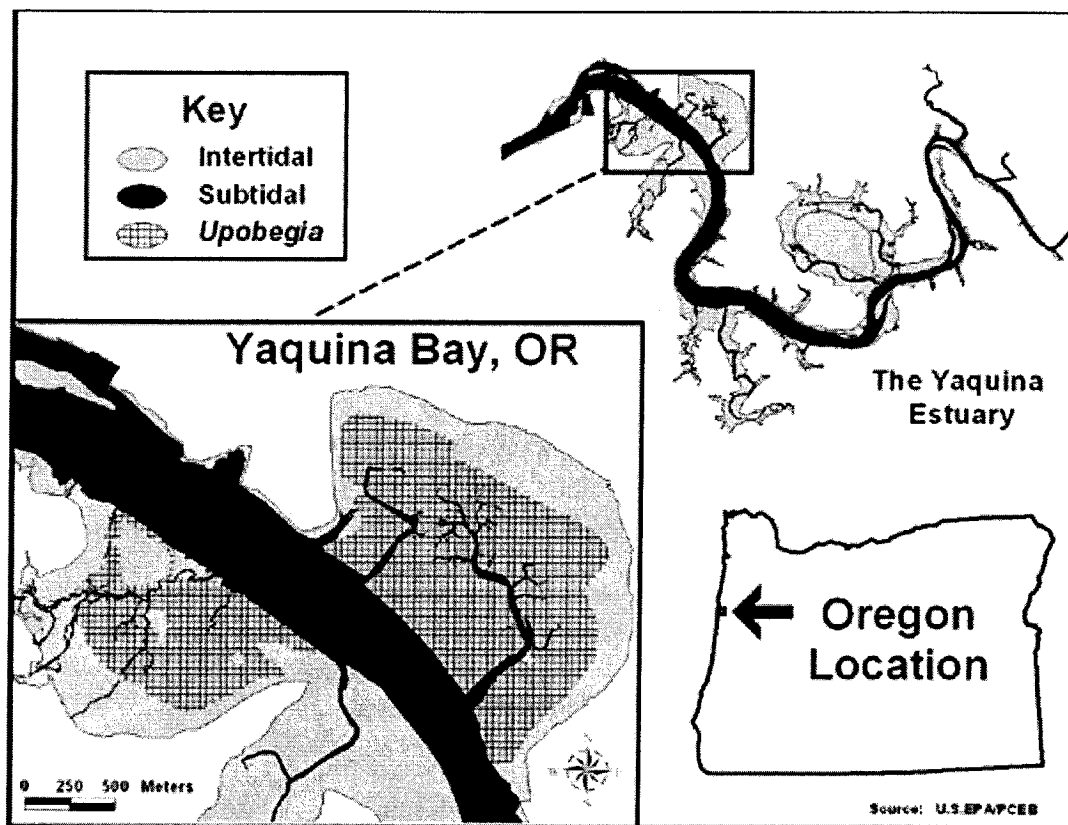 Key
Intertidal
Subtidal
Upobegia
Yaquina Bay, OR
The Yaquina
Estuary
Oregon
Location
0 250 500 Meters
Source: U.S.EPA/PCEB